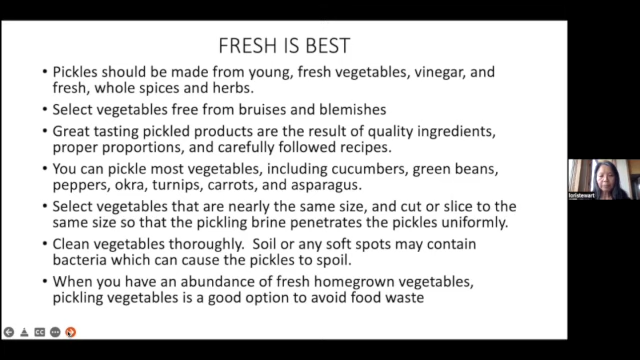 FRESH IS BEST
• Pickles should be made from young, fresh vegetables, vinegar, and
fresh, whole spices and herbs.
• Select vegetables free from bruises and blemishes
• Great tasting pickled products are the result of quality ingredients,
proper proportions, and carefully followed recipes.
• You can pickle most vegetables, including cucumbers, green beans,
peppers, okra, turnips, carrots, and asparagus.
• Select vegetables that are nearly the same size, and cut or slice to the
same size so that the pickling brine penetrates the pickles uniformly.
• Clean vegetables thoroughly.  Soil or any soft spots may contain
bacteria which can cause the pickles to spoil.
• When you have an abundance of fresh homegrown vegetables,
pickling vegetables is a good option to avoid food waste
loristewart
CC